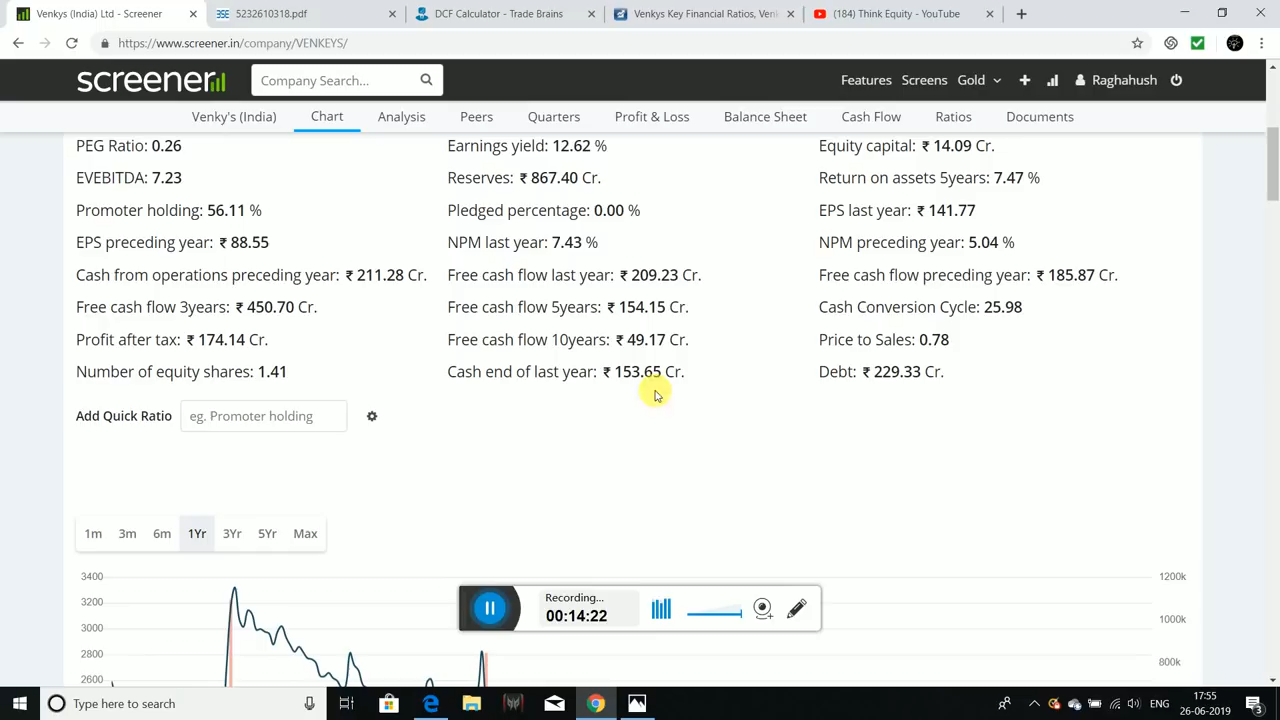 Venkys (India) Ltd - Screener
5232610318.pdf
DCF Calculator - Trade Brains
Venkys Key Financial Ratios, Ven
(184) Think Equity - YouTube
https://www.screener.in/company/VENKEYS/
screener
Company Search...
Features Screens Gold Raghahush
Venky's (India) Chart Analysis Peers Quarters Profit & Loss Balance Sheet Cash Flow Ratios Documents
PEG Ratio: 0.26 Earnings yield: 12.62 % Equity capital: ₹ 14.09 Cr.
EVEBITDA: 7.23 Reserves: ₹ 867.40 Cr. Return on assets 5years: 7.47 %
Promoter holding: 56.11 % Pledged percentage: 0.00 % EPS last year: ₹ 141.77
EPS preceding year: ₹ 88.55 NPM last year: 7.43 % NPM preceding year: 5.04 %
Cash from operations preceding year: ₹ 211.28 Cr. Free cash flow last year: ₹ 209.23 Cr. Free cash flow preceding year: ₹ 185.87 Cr.
Free cash flow 3years: ₹ 450.70 Cr. Free cash flow 5years: ₹ 154.15 Cr. Cash Conversion Cycle: 25.98
Profit after tax: ₹ 174.14 Cr. Free cash flow 10years: ₹ 49.17 Cr. Price to Sales: 0.78
Number of equity shares: 1.41 Cash end of last year: ₹ 153.65 Cr. Debt: ₹ 229.33 Cr.
Add Quick Ratio eg. Promoter holding
1m 3m 6m 1Yr 3Yr 5Yr Max
3400 1200k
3200
3000 1000k
2800 800k
2600
Recording...
00:14:22
Type here to search
ENG
17:55
26-06-2019
3